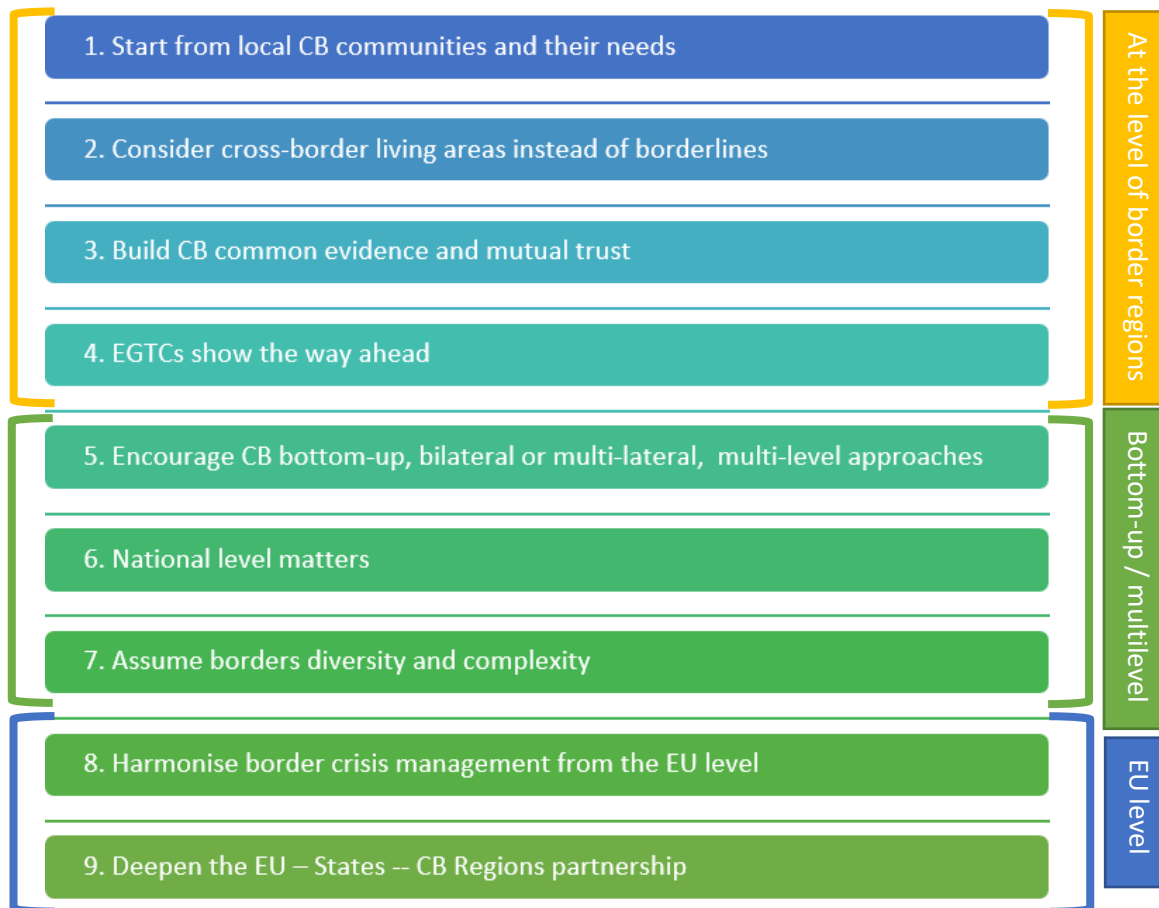 1. Start from local CB communities and their needs
2. Consider cross-border living areas instead of borderlines
3. Build CB common evidence and mutual trust
4. EGTCs show the way ahead
At the level of border regions
5. Encourage CB bottom-up, bilateral or multi-lateral,  multi-level approaches
6. National level matters
7. Assume borders diversity and complexity
Bottom-up / multilevel
8. Harmonise border crisis management from the EU level
9. Deepen the EU – States -- CB Regions partnership
EU level